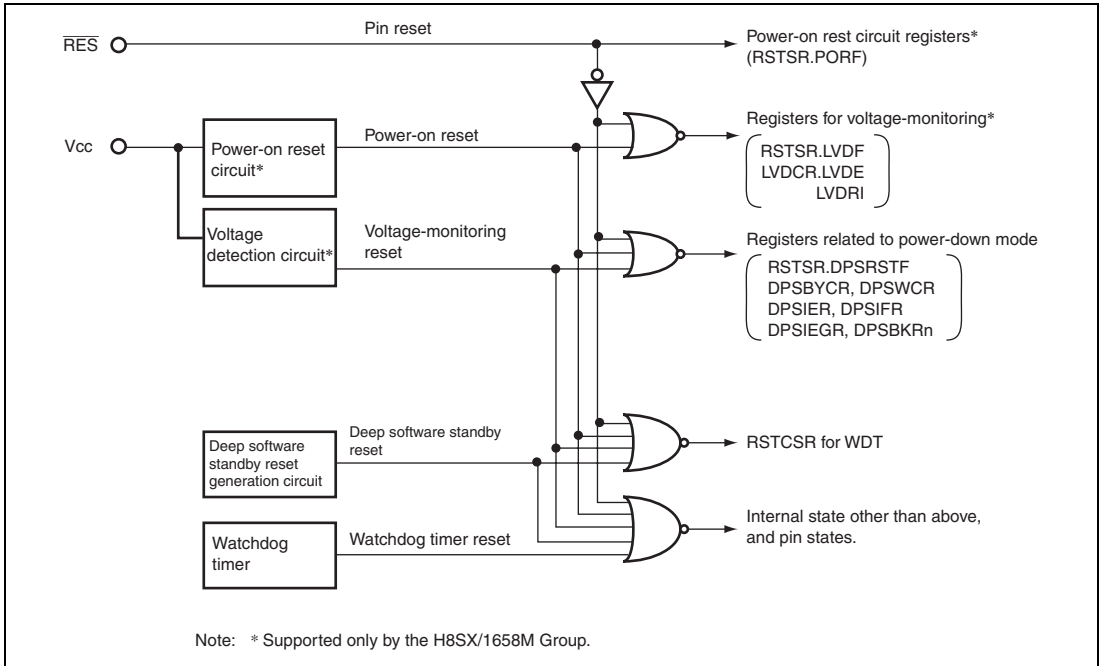 Pin reset
RES
Power-on rest circuit registers*
(RSTSR.PORF)
Vcc
Power-on reset
circuit*
Power-on reset
Registers for voltage-monitoring*
RSTSR.LVDF
LVDCR.LVDE
LVDRI
Voltage
detection circuit*
Voltage-monitoring
reset
Registers related to power-down mode
RSTSR.DPSRSTF
DPSBYCR, DPSWCR
DPSIER, DPSIFR
DPSIEGR, DPSBKRn
Deep software
standby reset
generation circuit
Deep software standby
reset
RSTCSR for WDT
Watchdog
timer
Watchdog timer reset
Internal state other than above,
and pin states.
Note: * Supported only by the H8SX/1658M Group.